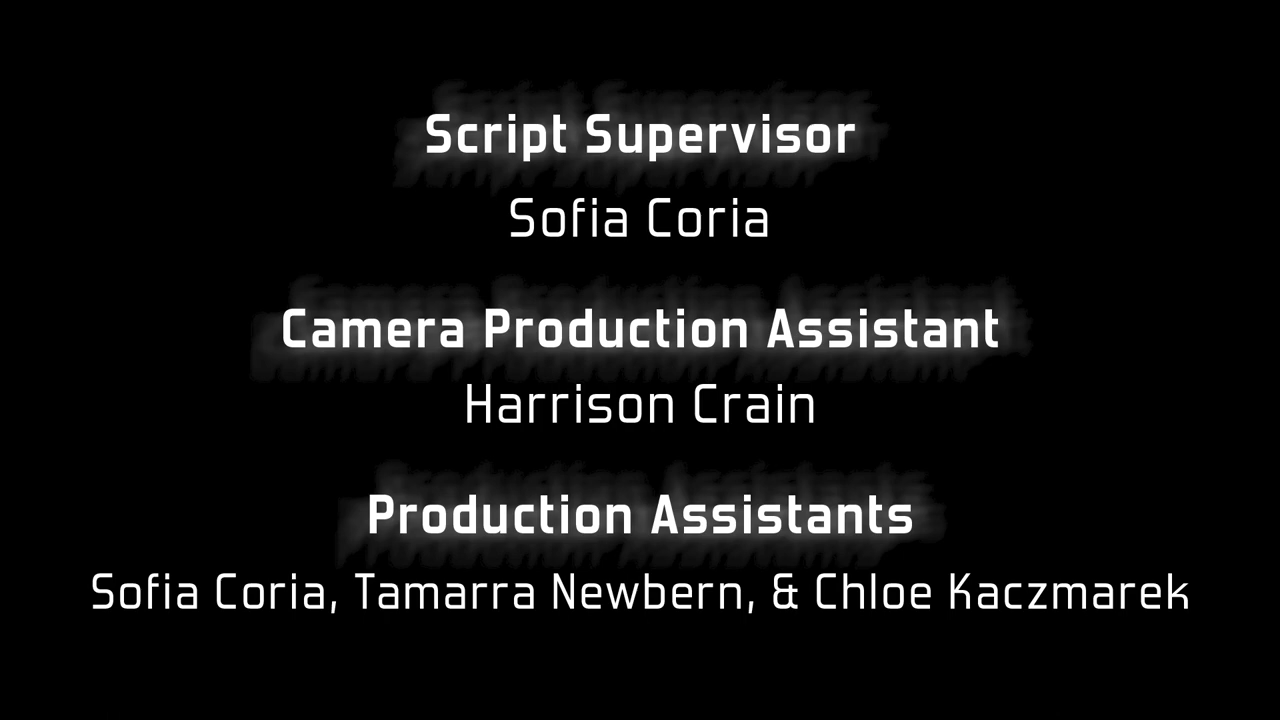 Script Supervisor
Sofia Coria
Camera Production Assistant
Harrison Crain
Production Assistants
Sofia Coria, Tamarra Newbern, & Chloe Kaczmarek